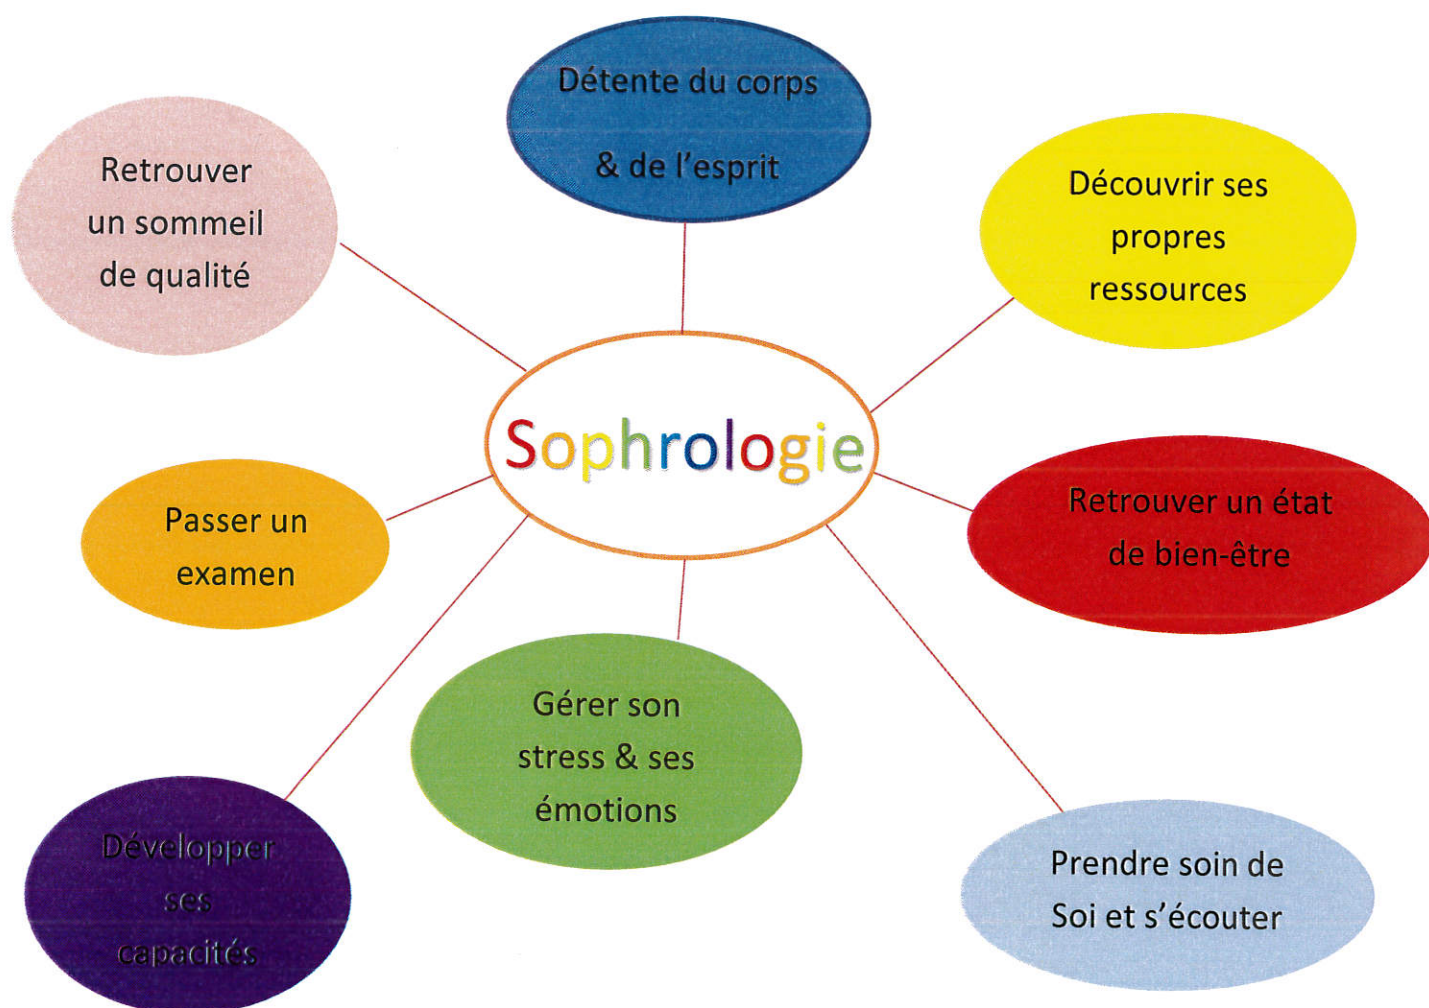 Détente du corps
& de l'esprit
Retrouver
un sommeil
de qualité
Découvrir ses
propres
ressources
Sophrologie
Passer un
examen
Retrouver un état
de bien-être
Gérer son
stress & ses
émotions
Développer
ses
capacités
Prendre soin de
Soi et s'écouter